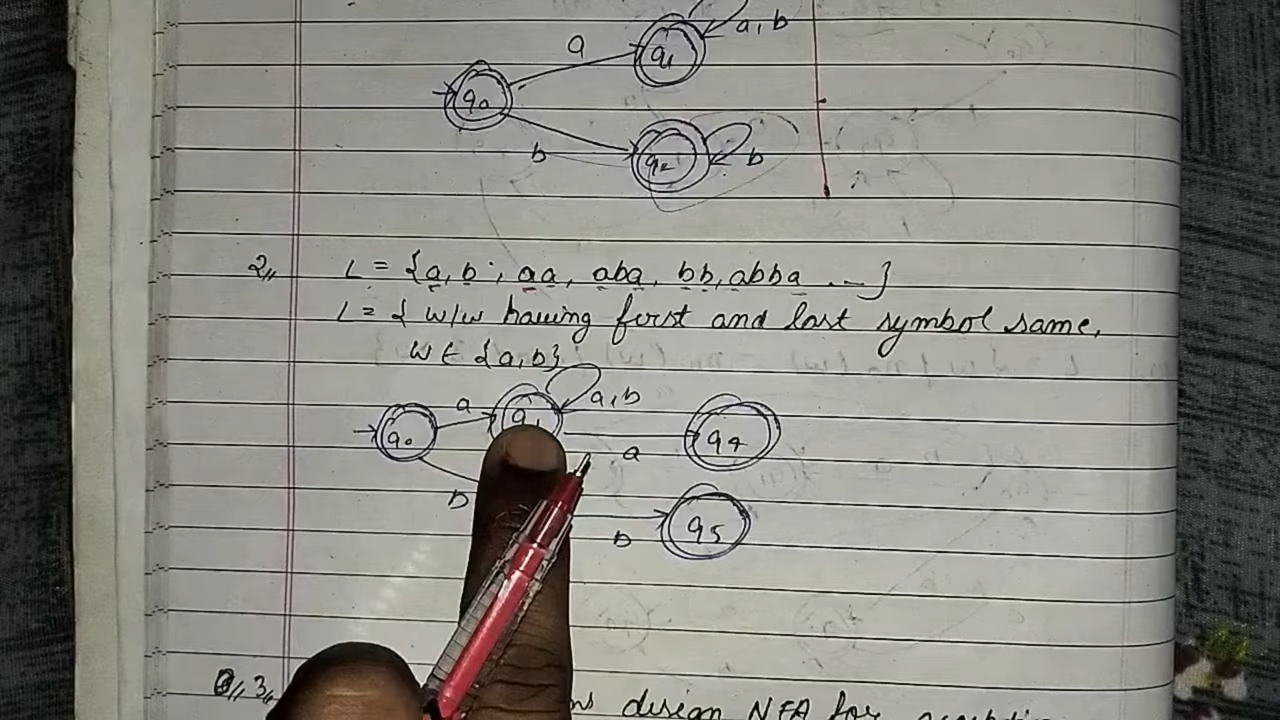 a
q1
a, b
q0
b
q2
b
2,, L = {a, b, aa, aba, bb, abba ... }
L = { w/w having first and last symbol same,
w ∈ {a, b}
a
a, b
q0
a
q4
b
b
q5
3,, design NFA for